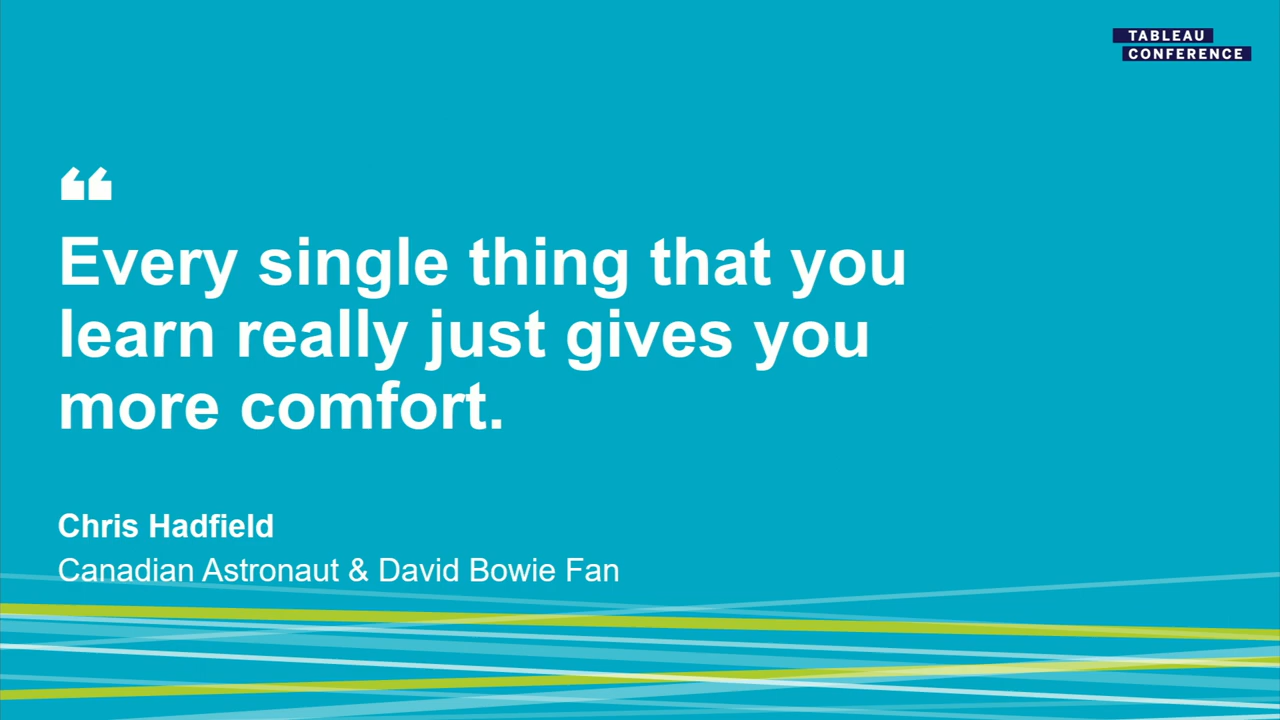 TABLEAU
CONFERENCE
“
Every single thing that you
learn really just gives you
more comfort.
Chris Hadfield
Canadian Astronaut & David Bowie Fan